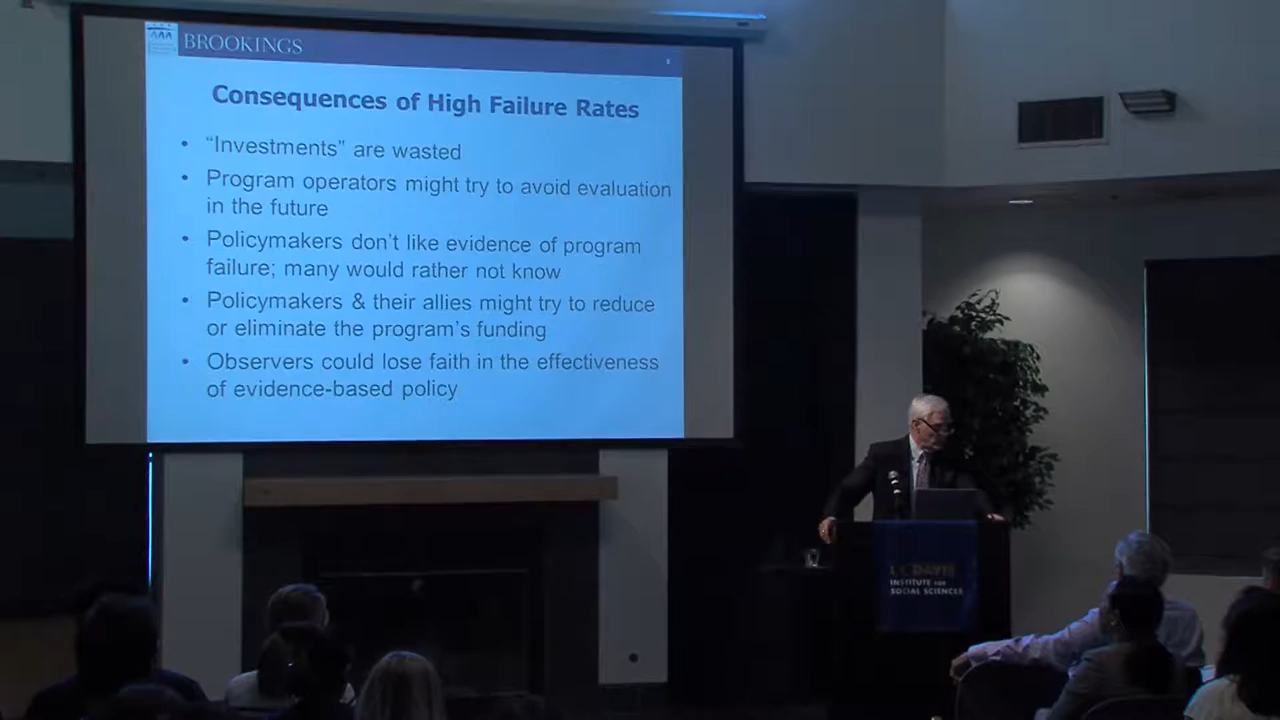 BROOKINGS
Consequences of High Failure Rates
• “Investments” are wasted
• Program operators might try to avoid evaluation
in the future
• Policymakers don’t like evidence of program
failure; many would rather not know
• Policymakers & their allies might try to reduce
or eliminate the program’s funding
• Observers could lose faith in the effectiveness
of evidence-based policy
UC DAVIS
INSTITUTE FOR
SOCIAL SCIENCES